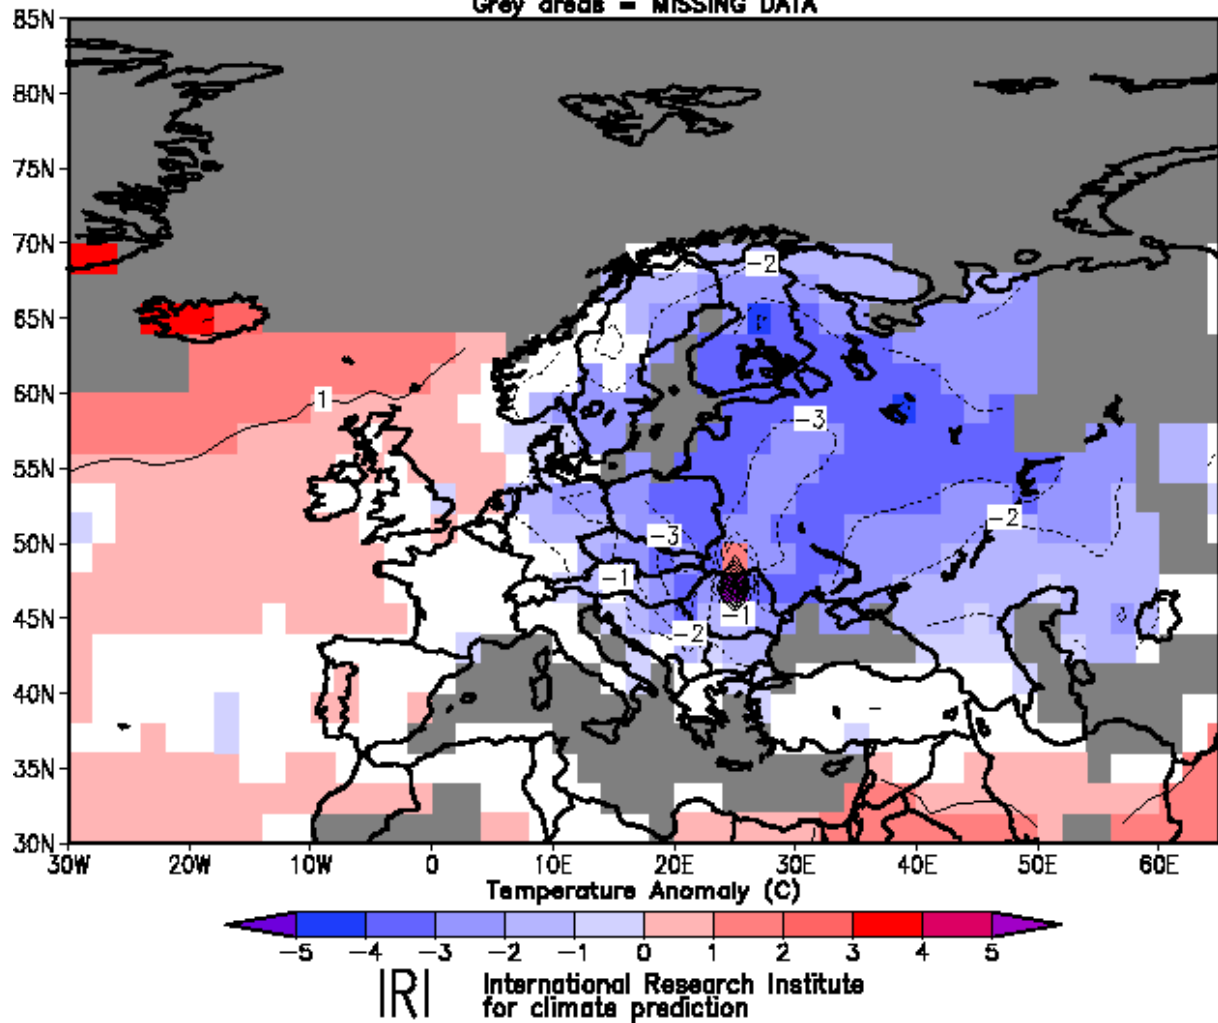 Grey areas = MISSING DATA
85N
80N
75N
70N
65N
60N
55N
50N
45N
40N
35N
30N
-2
1
-3
-2
-3
-1
-2
-1
30W 20W 10W 0 10E 20E 30E 40E 50E 60E
Temperature Anomaly (C)
-5 -4 -3 -2 -1 0 1 2 3 4 5
IRI International Research Institute
for climate prediction